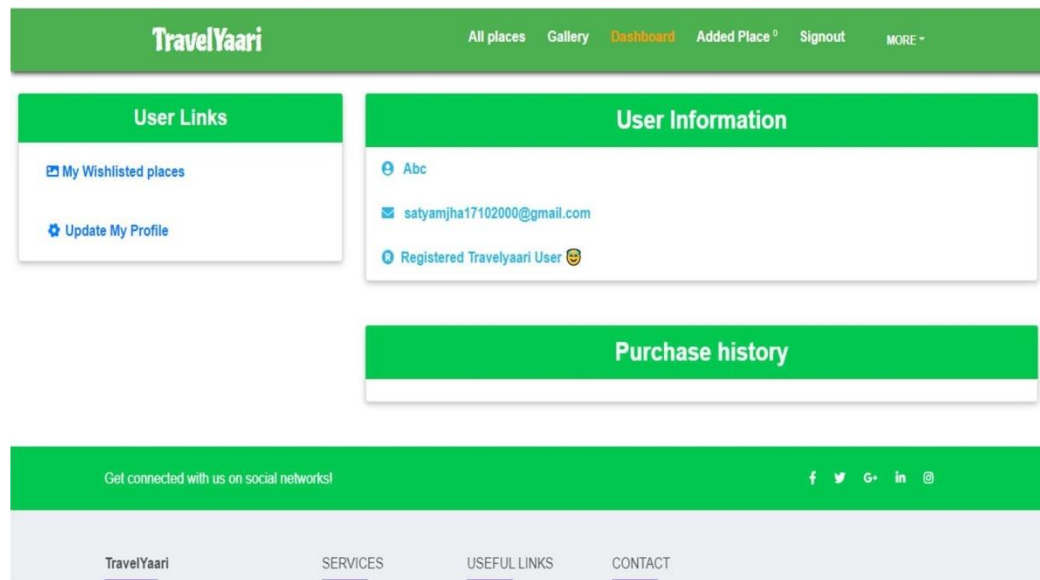 TravelYaari
All places Gallery Dashboard Added Place 0 Signout MORE
User Links
My Wishlisted places
Update My Profile
User Information
Abc
satyamjha17102000@gmail.com
R Registered Travelyaari User 😇
Purchase history
Get connected with us on social networks!
TravelYaari SERVICES USEFUL LINKS CONTACT